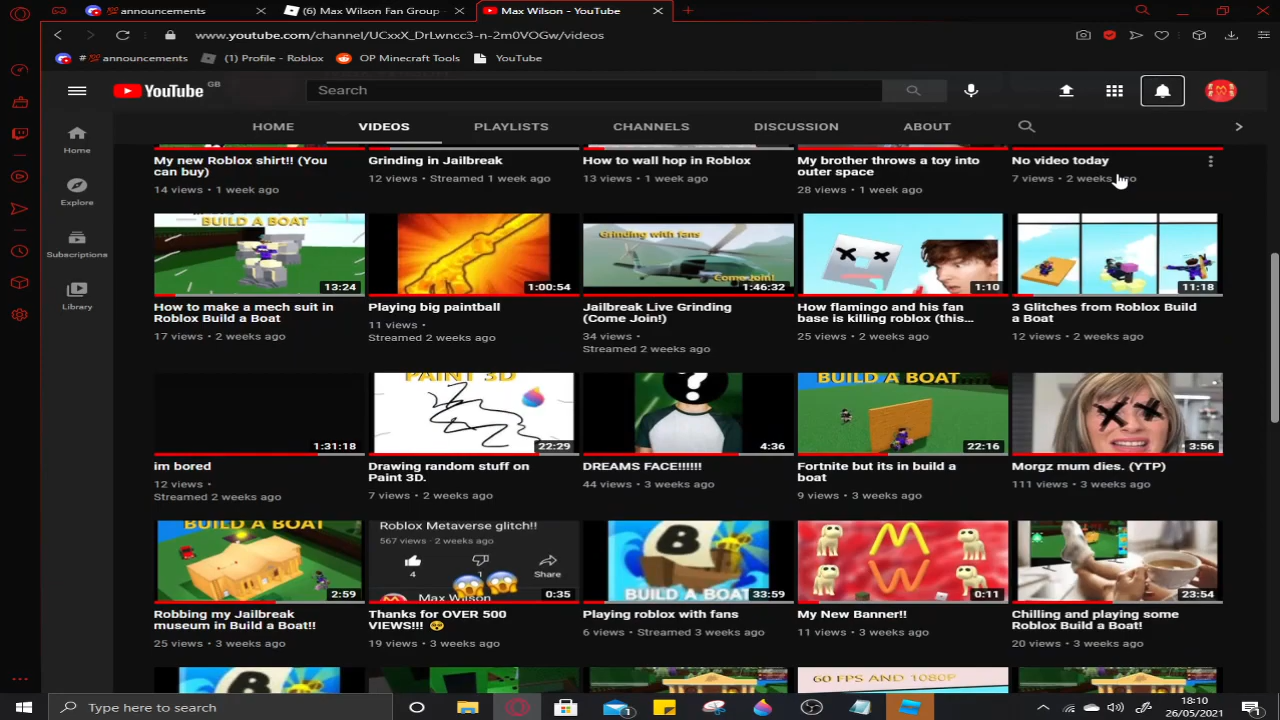 announcements
(6) Max Wilson Fan Group -
Max Wilson - YouTube
www.youtube.com/channel/UCxxX_DrLwncc3-n-2m0VOGw/videos
# 💯announcements
(1) Profile - Roblox
OP Minecraft Tools
YouTube
YouTube GB
Search
HOME
VIDEOS
PLAYLISTS
CHANNELS
DISCUSSION
ABOUT
Home
Explore
Subscriptions
Library
My new Roblox shirt!! (You
can buy)
14 views • 1 week ago
Grinding in Jailbreak
12 views • Streamed 1 week ago
How to wall hop in Roblox
13 views • 1 week ago
My brother throws a toy into
outer space
28 views • 1 week ago
No video today
7 views • 2 weeks ago
BUILD A BOAT
13:24
How to make a mech suit in
Roblox Build a Boat
17 views • 2 weeks ago
1:00:54
Playing big paintball
11 views •
Streamed 2 weeks ago
Grinding with fans
Come Join!
1:46:32
Jailbreak Live Grinding
(Come Join!)
34 views •
Streamed 2 weeks ago
1:10
How flamingo and his fan
base is killing roblox (this...
25 views • 2 weeks ago
11:18
3 Glitches from Roblox Build
a Boat
12 views • 2 weeks ago
1:31:18
im bored
12 views •
Streamed 2 weeks ago
PAINT 3D
22:29
Drawing random stuff on
Paint 3D.
7 views • 2 weeks ago
?
4:36
DREAMS FACE!!!!!!
44 views • 3 weeks ago
BUILD A BOAT
22:16
Fortnite but its in build a
boat
9 views • 3 weeks ago
3:56
Morgz mum dies. (YTP)
111 views • 3 weeks ago
BUILD A BOAT
2:59
Robbing my Jailbreak
museum in Build a Boat!!
25 views • 3 weeks ago
Roblox Metaverse glitch!!
567 views • 2 weeks ago
4
1
Share
Max Wilson
0:35
Thanks for OVER 500
VIEWS!!! 😳
19 views • 3 weeks ago
B
BUILD A BOAT
33:59
Playing roblox with fans
6 views • Streamed 3 weeks ago
M
W
0:11
My New Banner!!
11 views • 3 weeks ago
23:54
Chilling and playing some
Roblox Build a Boat!!
20 views • 3 weeks ago
60 FPS AND 1080P
Type here to search
1
18:10
26/05/2021
1